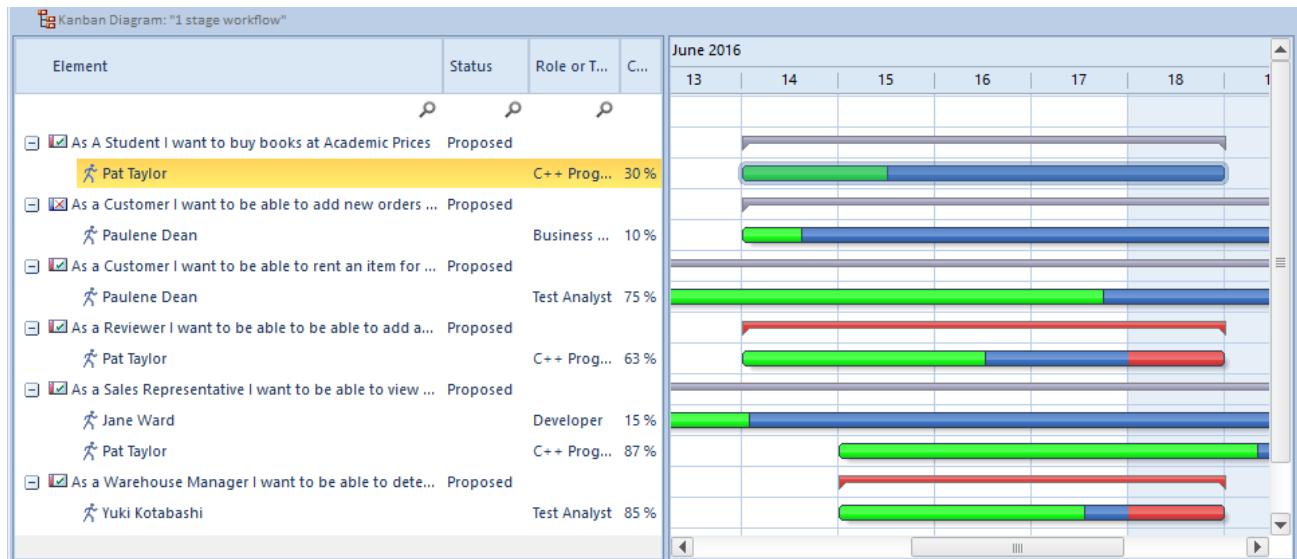 Kanban Diagram: "1 stage workflow"
Element Status Role or T... C... June 2016
13 14 15 16 17 18 1
As A Student I want to buy books at Academic Prices Proposed
Pat Taylor C++ Prog... 30 %
As a Customer I want to be able to add new orders ... Proposed
Paulene Dean Business ... 10 %
As a Customer I want to be able to rent an item for ... Proposed
Paulene Dean Test Analyst 75 %
As a Reviewer I want to be able to be able to add a... Proposed
Pat Taylor C++ Prog... 63 %
As a Sales Representative I want to be able to view ... Proposed
Jane Ward Developer 15 %
Pat Taylor C++ Prog... 87 %
As a Warehouse Manager I want to be able to dete... Proposed
Yuki Kotabashi Test Analyst 85 %